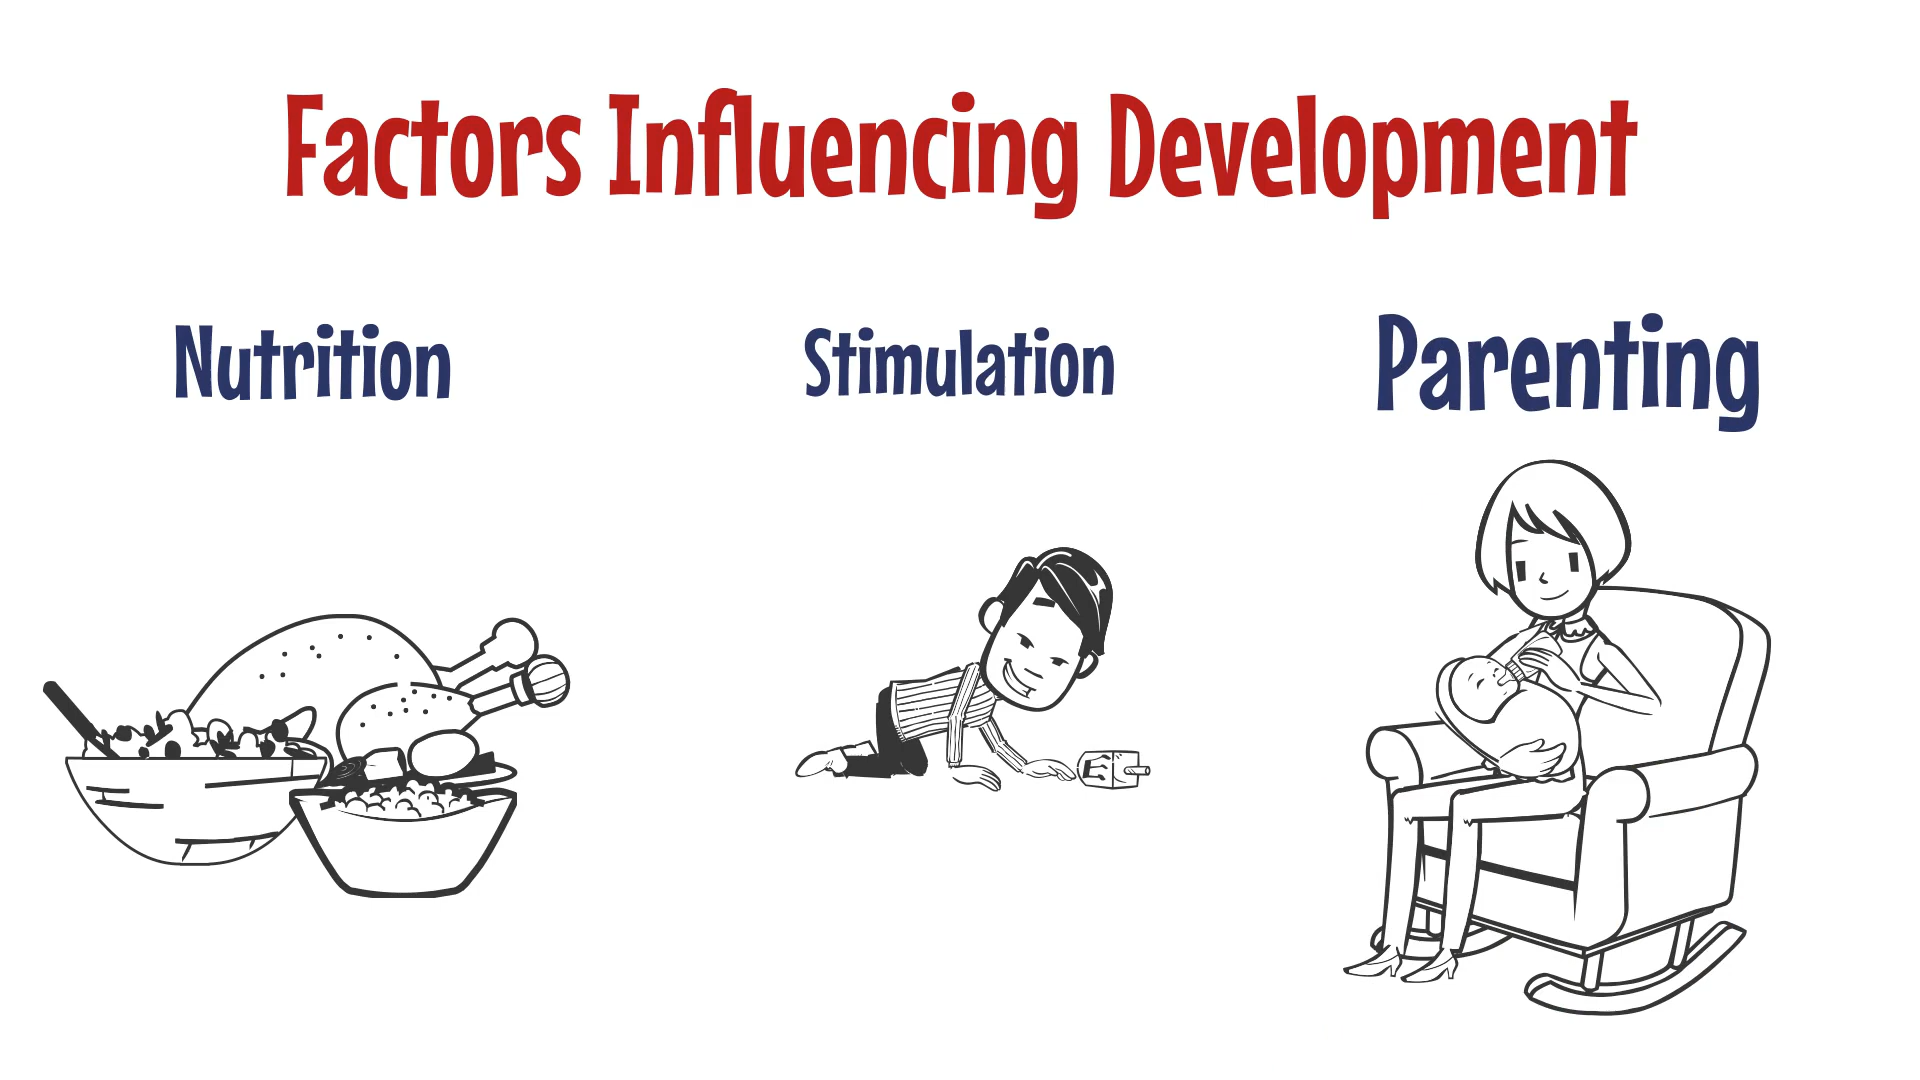 Factors Influencing Development
Nutrition
Stimulation
Parenting